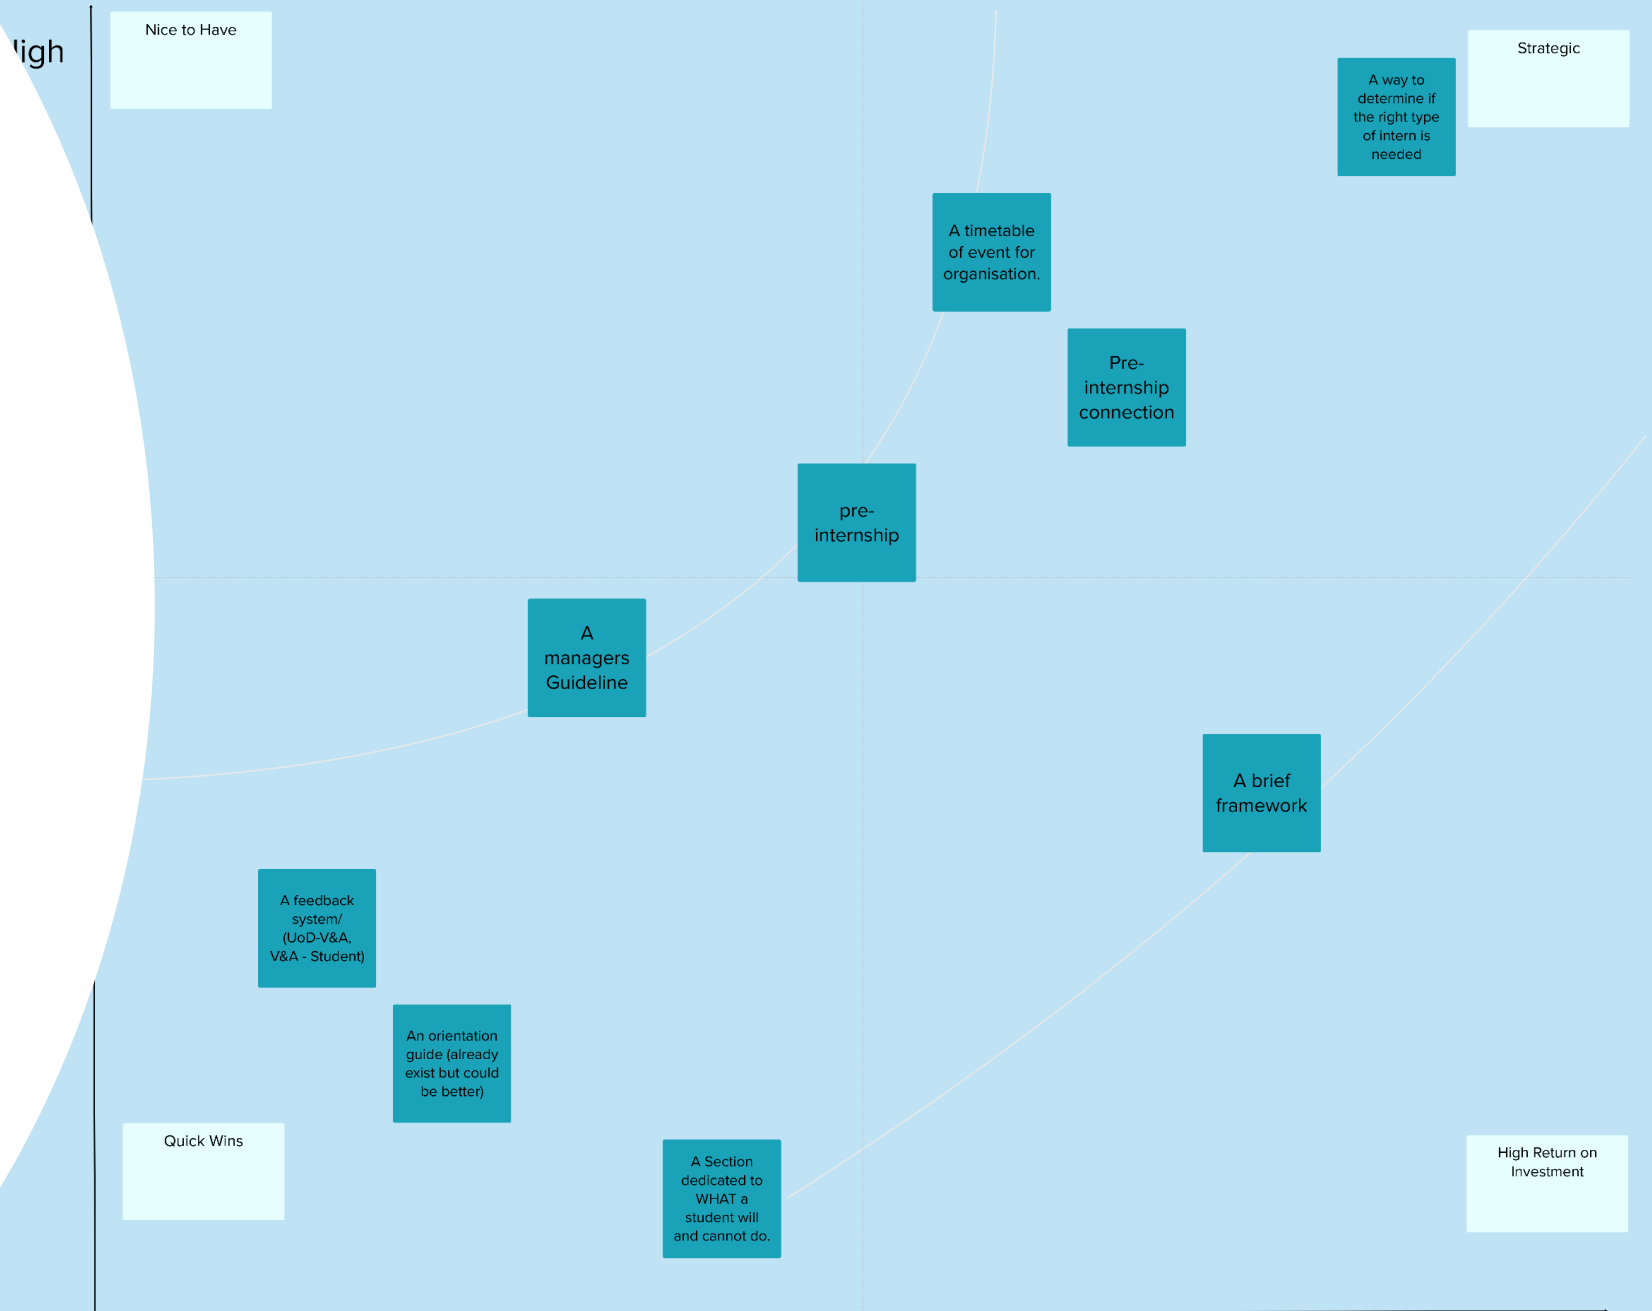 Nice to Have
Strategic
A way to
determine if
the right type
of intern is
needed
A timetable
of event for
organisation.
Pre-
internship
connection
pre-
internship
A
managers
Guideline
A brief
framework
A feedback
system/
(UoD-V&A,
V&A - Student)
An orientation
guide (already
exist but could
be better)
Quick Wins
A Section
dedicated to
WHAT a
student will
and cannot do.
High Return on
Investment